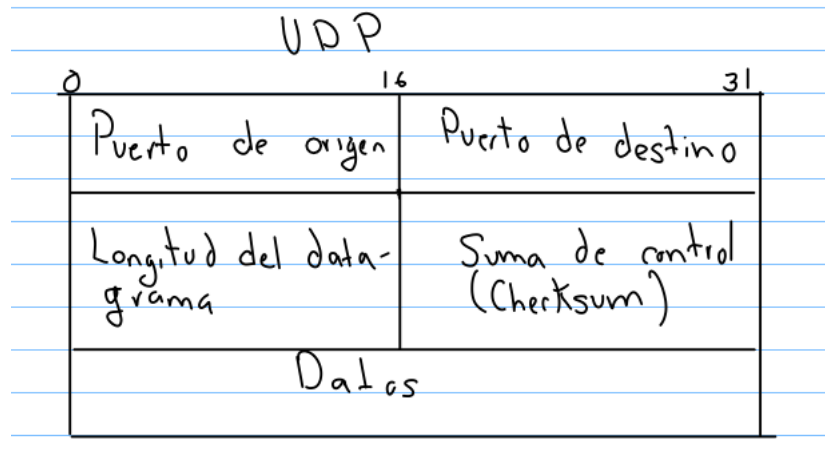 UDP
0 16 31
Puerto de origen Puerto de destino
Longitud del data- Suma de control
grama (Checksum)
Datos